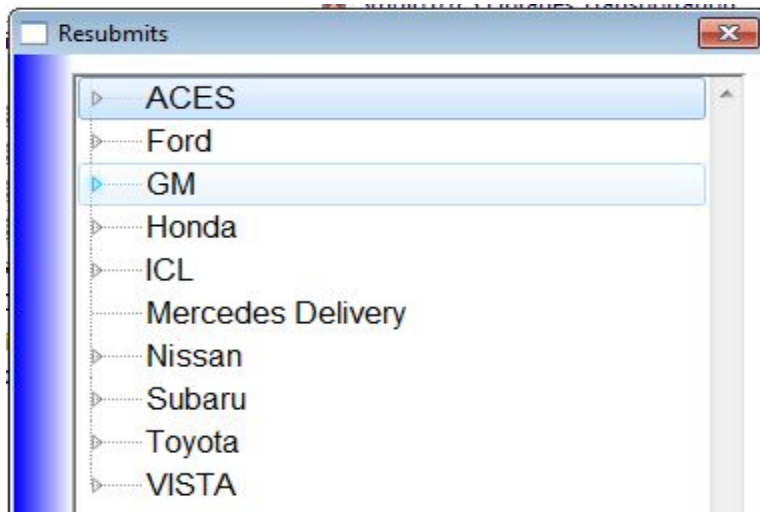 Resubmits
ACES
Ford
GM
Honda
ICL
Mercedes Delivery
Nissan
Subaru
Toyota
VISTA